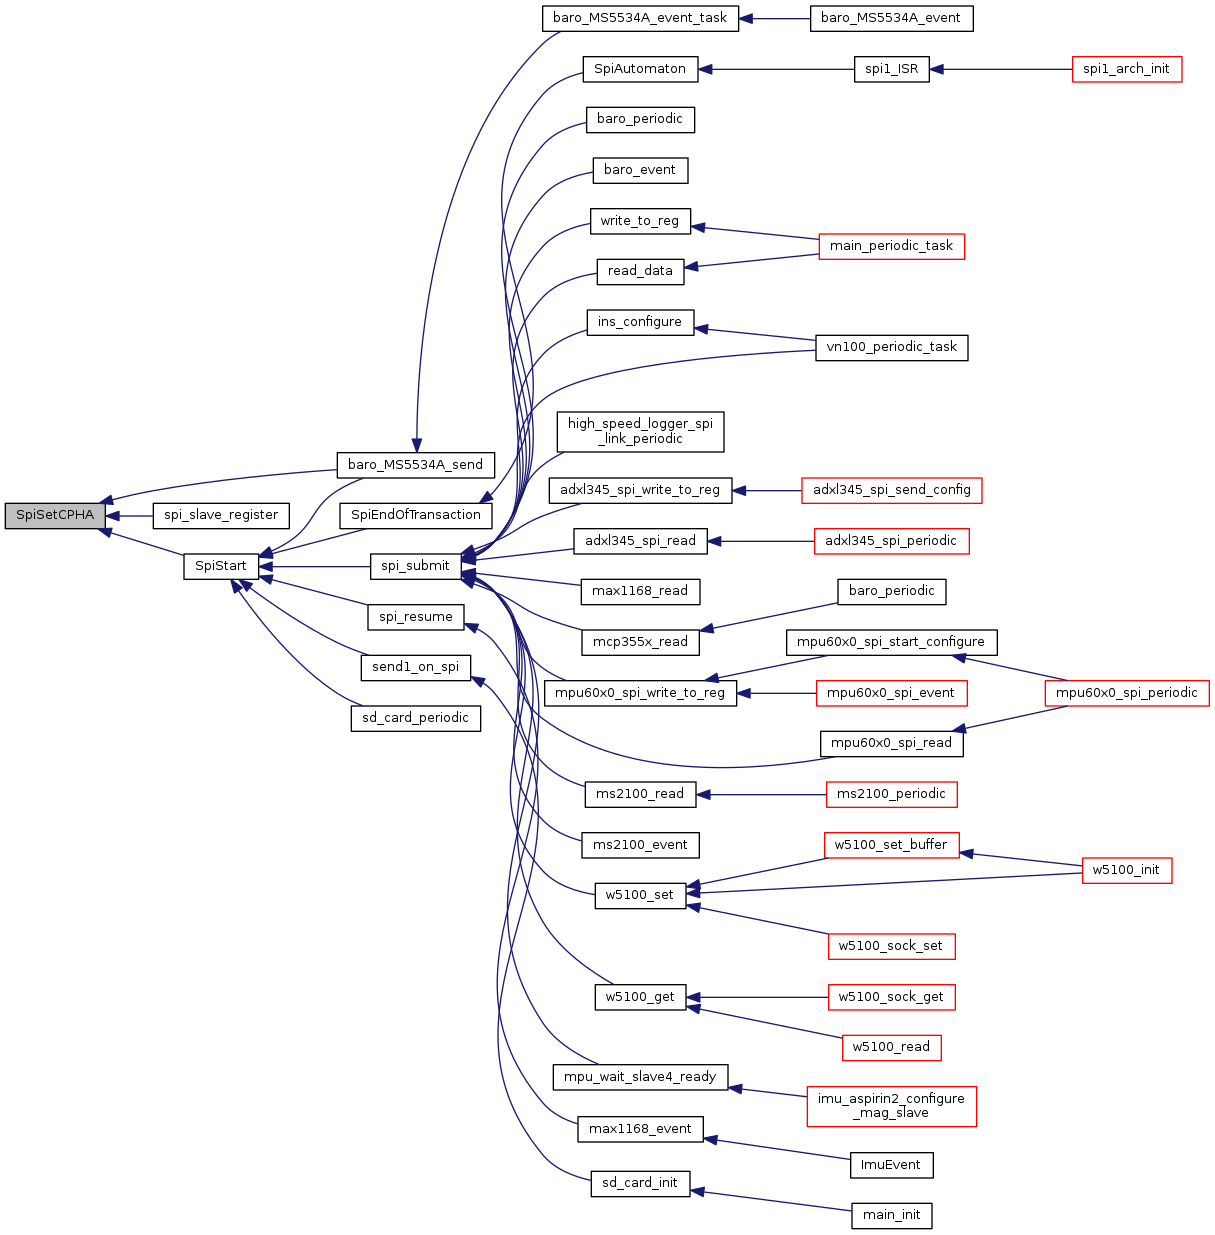 baro_MS5534A_event_task
baro_MS5534A_event
SpiAutomaton
spi1_ISR
spi1_arch_init
baro_periodic
baro_event
write_to_reg
main_periodic_task
read_data
ins_configure
vn100_periodic_task
high_speed_logger_spi
_link_periodic
baro_MS5534A_send
adxl345_spi_write_to_reg
adxl345_spi_send_config
SpiSetCPHA
spi_slave_register
SpiEndOfTransaction
adxl345_spi_read
adxl345_spi_periodic
SpiStart
spi_submit
max1168_read
baro_periodic
spi_resume
mcp355x_read
mpu60x0_spi_start_configure
send1_on_spi
mpu60x0_spi_write_to_reg
mpu60x0_spi_event
mpu60x0_spi_periodic
sd_card_periodic
mpu60x0_spi_read
ms2100_read
ms2100_periodic
ms2100_event
w5100_set_buffer
w5100_init
w5100_set
w5100_sock_set
w5100_get
w5100_sock_get
w5100_read
mpu_wait_slave4_ready
imu_aspirin2_configure
_mag_slave
max1168_event
ImuEvent
sd_card_init
main_init